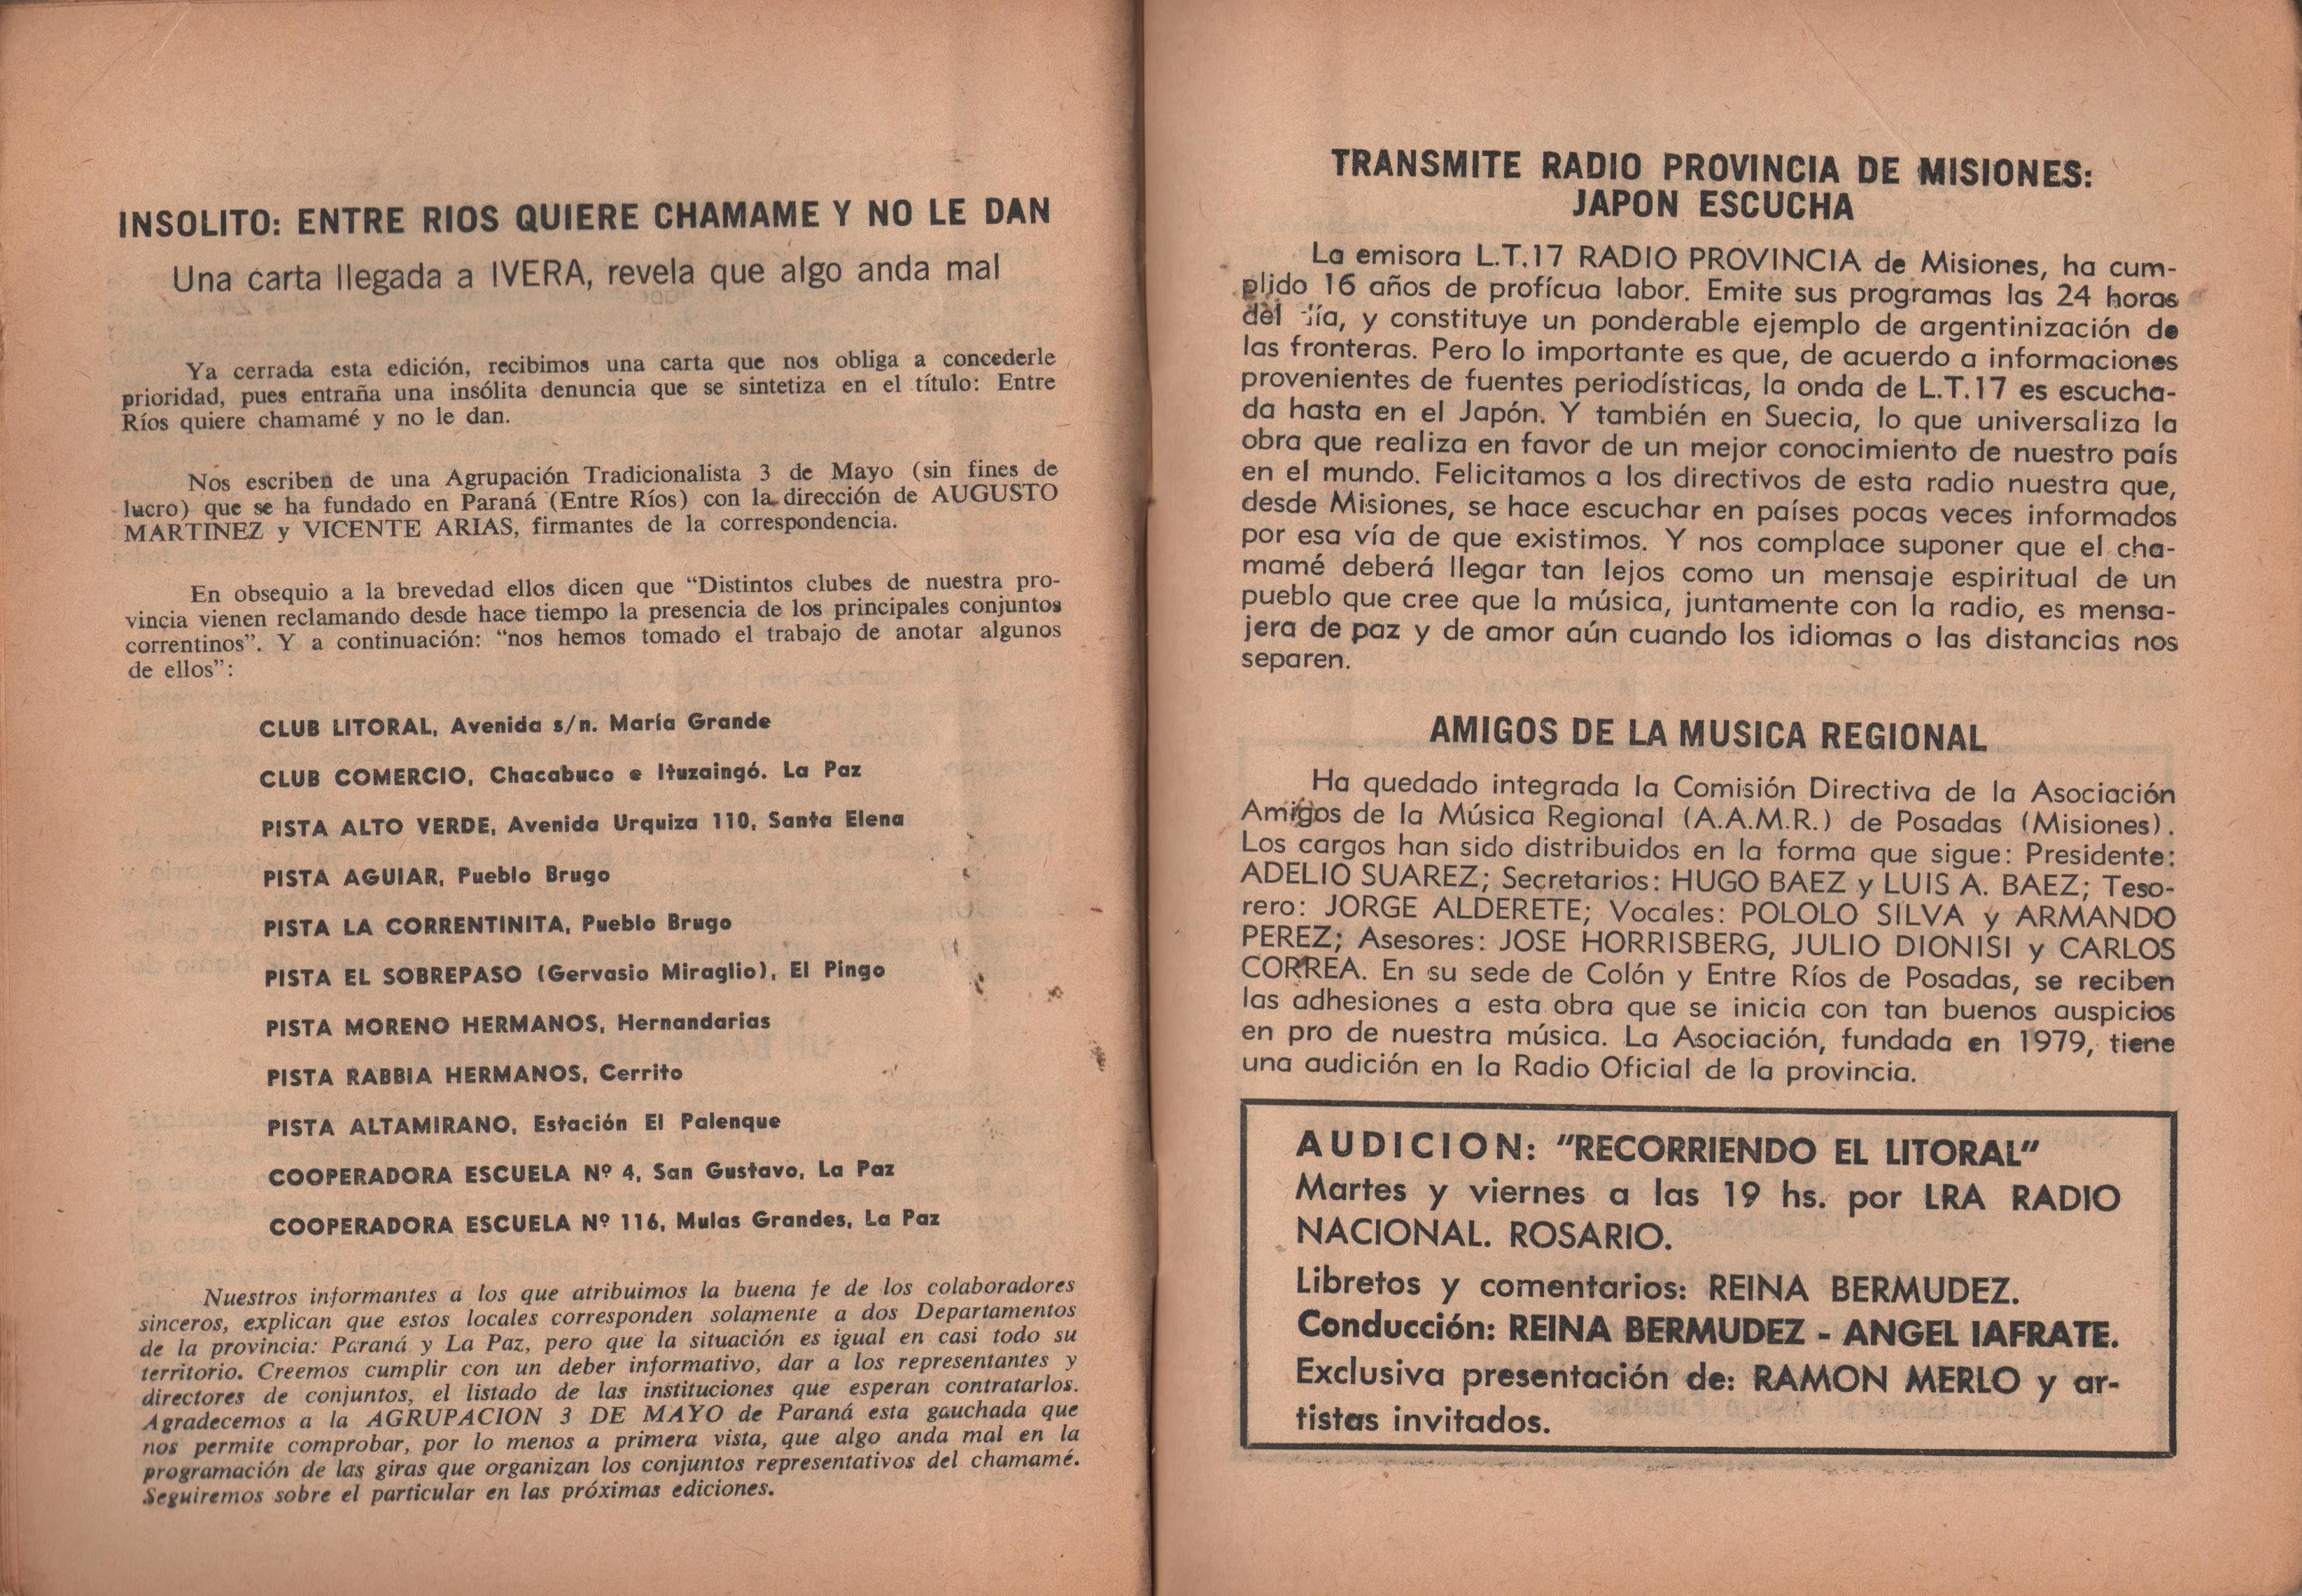 INSOLITO: ENTRE RIOS QUIERE CHAMAME Y NO LE DAN
Una carta llegada a IVERA, revela que algo anda mal
Ya cerrada esta edición, recibimos una carta que nos obliga a concederle
prioridad, pues entraña una insólita denuncia que se sintetiza en el título: Entre
Ríos quiere chamamé y no le dan.
Nos escriben de una Agrupación Tradicionalista 3 de Mayo (sin fines de
lucro) que se ha fundado en Paraná (Entre Ríos) con la dirección de AUGUSTO
MARTINEZ y VICENTE ARIAS, firmantes de la correspondencia.
En obsequio a la brevedad ellos dicen que “Distintos clubes de nuestra pro-
vincia vienen reclamando desde hace tiempo la presencia de los principales conjuntos
correntinos”. Y a continuación: “nos hemos tomado el trabajo de anotar algunos
de ellos”:
CLUB LITORAL, Avenida s/n. María Grande
CLUB COMERCIO, Chacabuco e Ituzaingó. La Paz
PISTA ALTO VERDE, Avenida Urquiza 110, Santa Elena
PISTA AGUIAR, Pueblo Brugo
PISTA LA CORRENTINITA, Pueblo Brugo
PISTA EL SOBREPASO (Gervasio Miraglio), El Pingo
PISTA MORENO HERMANOS, Hernandarias
PISTA RABBIA HERMANOS, Cerrito
PISTA ALTAMIRANO, Estación El Palenque
COOPERADORA ESCUELA Nº 4, San Gustavo, La Paz
COOPERADORA ESCUELA Nº 116, Mulas Grandes, La Paz
Nuestros informantes a los que atribuimos la buena fe de los colaboradores
sinceros, explican que estos locales corresponden solamente a dos Departamentos
de la provincia: Paraná y La Paz, pero que la situación es igual en casi todo su
territorio. Creemos cumplir con un deber informativo, dar a los representantes y
directores de conjuntos, el listado de las instituciones que esperan contratarlos.
Agradecemos a la AGRUPACION 3 DE MAYO de Paraná esta gauchada que
nos permite comprobar, por lo menos a primera vista, que algo anda mal en la
programación de las giras que organizan los conjuntos representativos del chamamé.
Seguiremos sobre el particular en las próximas ediciones.
TRANSMITE RADIO PROVINCIA DE MISIONES:
JAPON ESCUCHA
La emisora L.T.17 RADIO PROVINCIA de Misiones, ha cum-
plido 16 años de profícua labor. Emite sus programas las 24 horas
del día, y constituye un ponderable ejemplo de argentinización de
las fronteras. Pero lo importante es que, de acuerdo a informaciones
provenientes de fuentes periodísticas, la onda de L.T.17 es escucha-
da hasta en el Japón. Y también en Suecia, lo que universaliza la
obra que realiza en favor de un mejor conocimiento de nuestro país
en el mundo. Felicitamos a los directivos de esta radio nuestra que,
desde Misiones, se hace escuchar en países pocas veces informados
por esa vía de que existimos. Y nos complace suponer que el cha-
mamé deberá llegar tan lejos como un mensaje espiritual de un
pueblo que cree que la música, juntamente con la radio, es mensa-
jera de paz y de amor aún cuando los idiomas o las distancias nos
separen.
AMIGOS DE LA MUSICA REGIONAL
Ha quedado integrada la Comisión Directiva de la Asociación
Amigos de la Música Regional (A.A.M.R.) de Posadas (Misiones).
Los cargos han sido distribuidos en la forma que sigue: Presidente:
ADELIO SUAREZ; Secretarios: HUGO BAEZ y LUIS A. BAEZ; Teso-
rero: JORGE ALDERETE; Vocales: POLOLO SILVA y ARMANDO
PEREZ; Asesores: JOSE HORRISBERG, JULIO DIONISI y CARLOS
CORREA. En su sede de Colón y Entre Ríos de Posadas, se reciben
las adhesiones a esta obra que se inicia con tan buenos auspicios
en pro de nuestra música. La Asociación, fundada en 1979, tiene
una audición en la Radio Oficial de la provincia.
AUDICION: “RECORRIENDO EL LITORAL”
Martes y viernes a las 19 hs. por LRA RADIO
NACIONAL. ROSARIO.
Libretos y comentarios: REINA BERMUDEZ.
Conducción: REINA BERMUDEZ - ANGEL IAFRATE.
Exclusiva presentación de: RAMON MERLO y ar-
tistas invitados.